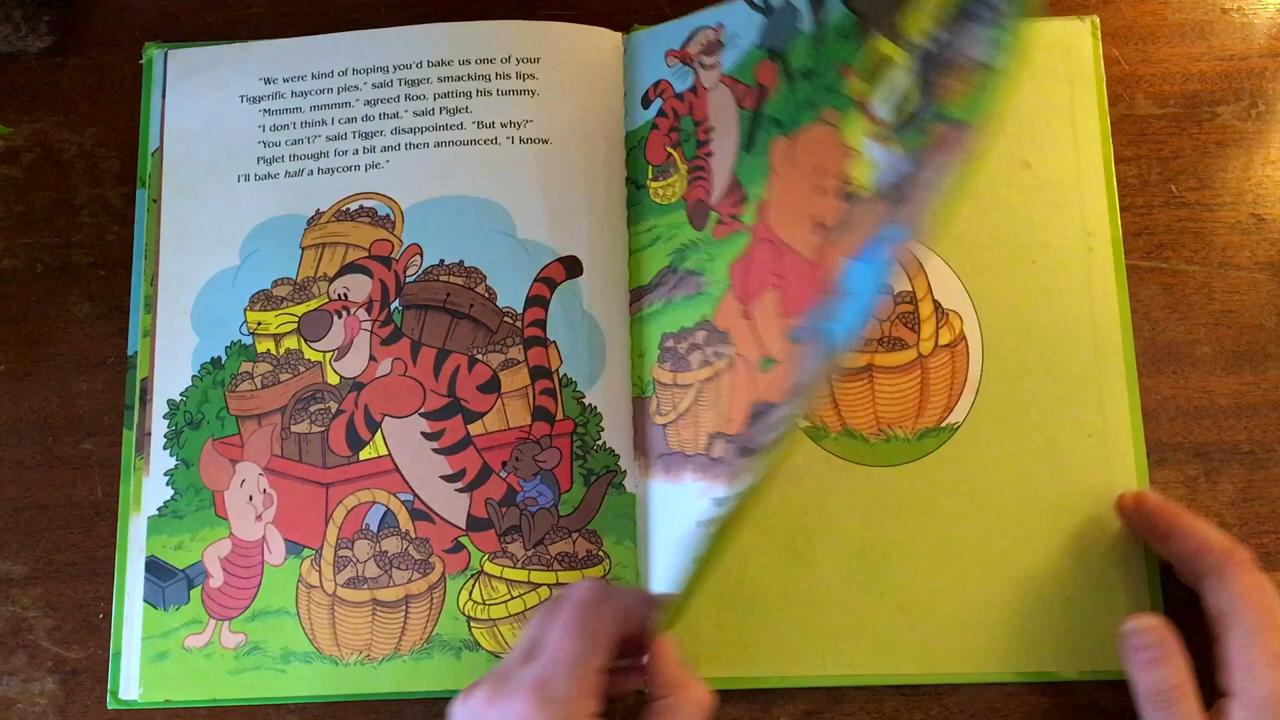 "We were kind of hoping you'd bake us one of your
Tiggerific haycorn pies," said Tigger, smacking his lips.
"Mmmm, mmmm," agreed Roo, patting his tummy.
"I don't think I can do that," said Piglet.
"You can't?" said Tigger, disappointed. "But why?"
Piglet thought for a bit and then announced, "I know.
I'll bake half a haycorn pie."